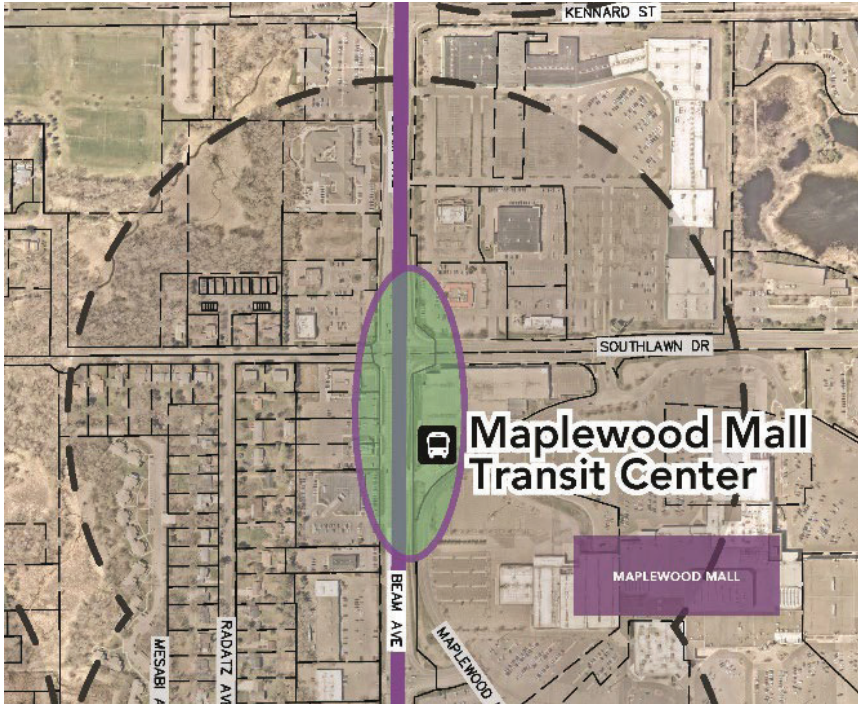 KENNARD ST
SOUTHLAWN DR
Maplewood Mall
Transit Center
MAPLEWOOD MALL
BEAM AVE
RADATZ AV
MESABI A
MAPLEWOOD